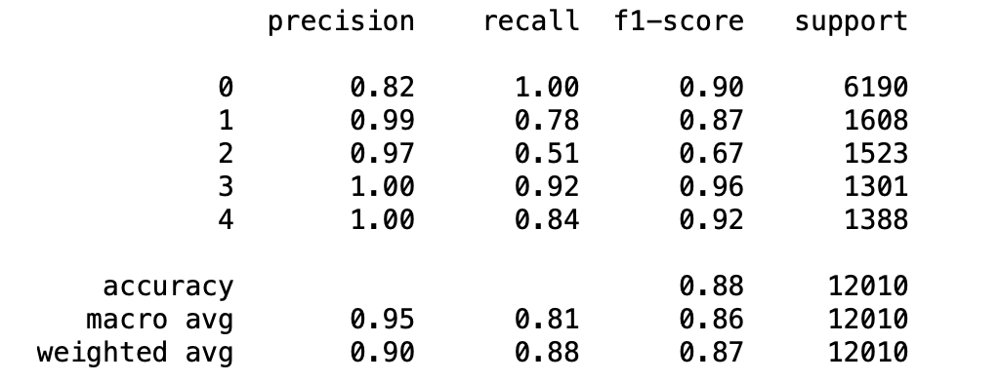 precision recall f1-score support
0 0.82 1.00 0.90 6190
1 0.99 0.78 0.87 1608
2 0.97 0.51 0.67 1523
3 1.00 0.92 0.96 1301
4 1.00 0.84 0.92 1388
accuracy 0.88 12010
macro avg 0.95 0.81 0.86 12010
weighted avg 0.90 0.88 0.87 12010